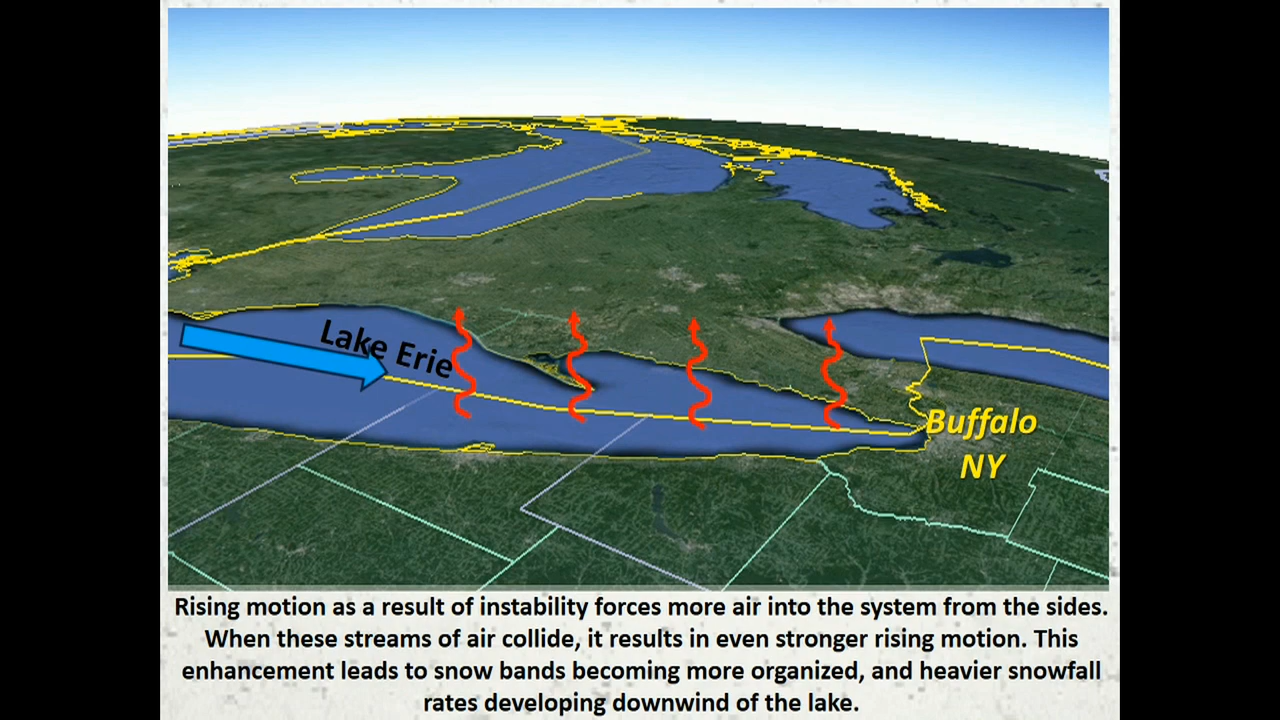 Lake Erie
Buffalo
NY
Rising motion as a result of instability forces more air into the system from the sides.
When these streams of air collide, it results in even stronger rising motion. This
enhancement leads to snow bands becoming more organized, and heavier snowfall
rates developing downwind of the lake.